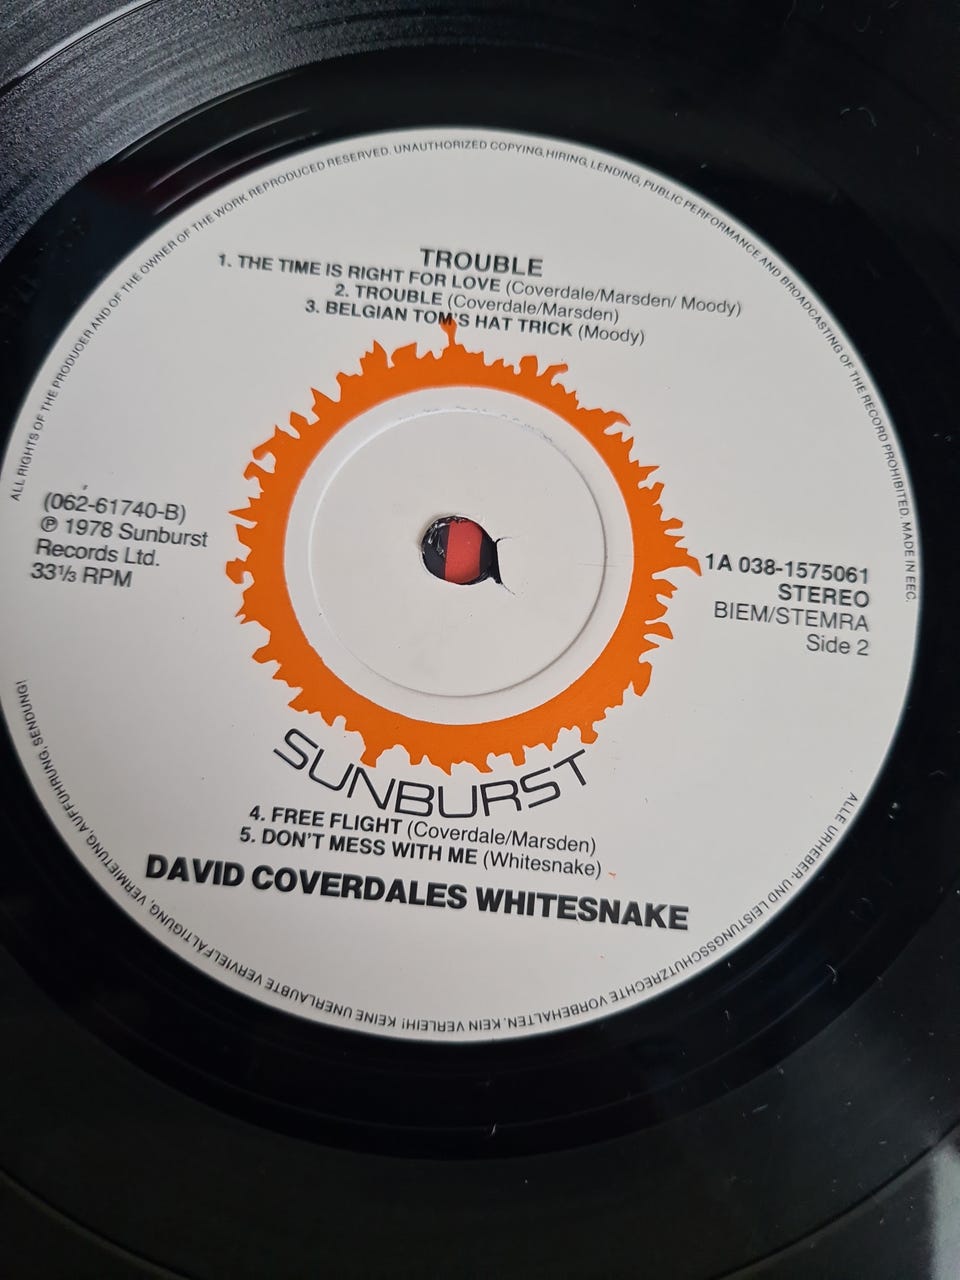 ALL RIGHTS OF THE PRODUCER AND OF THE OWNER OF THE WORK REPRODUCED RESERVED. UNAUTHORIZED COPYING, HIRING, LENDING, PUBLIC PERFORMANCE AND BROADCASTING OF THE RECORD PROHIBITED. MADE IN EEC.
TROUBLE
1. THE TIME IS RIGHT FOR LOVE (Coverdale/Marsden/ Moody)
2. TROUBLE (Coverdale/Marsden)
3. BELGIAN TOM'S HAT TRICK (Moody)
(062-61740-B)
℗ 1978 Sunburst
Records Ltd.
33⅓ RPM
1A 038-1575061
STEREO
BIEM/STEMRA
Side 2
SUNBURST
4. FREE FLIGHT (Coverdale/Marsden)
5. DON'T MESS WITH ME (Whitesnake)
DAVID COVERDALES WHITESNAKE
ALLE URHEBER-UND LEISTUNGSSCHUTZRECHTE VORBEHALTEN. KEIN VERLEIH! KEINE UNERLAUBTE VERVIELFÄLTIGUNG, VERMIETUNG, AUFFÜHRUNG, SENDUNG!